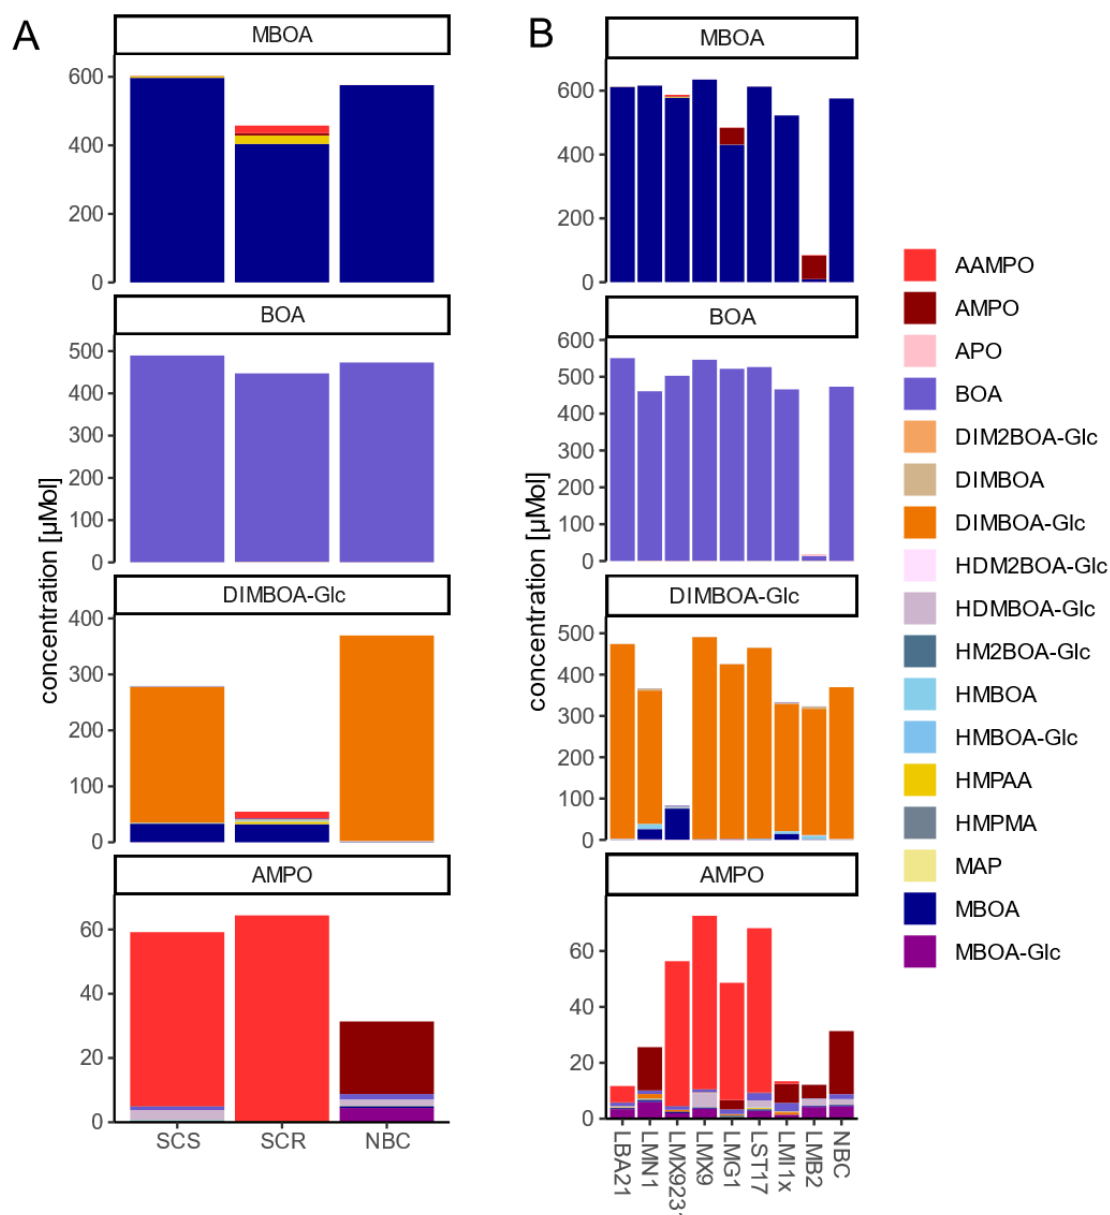 A
MBOA
600
400
200
0
BOA
500
400
300
200
100
0
DIMBOA-Glc
400
300
200
100
0
AMPO
60
40
20
0
concentration [µMol]
SCS SCR NBC
B
MBOA
600
400
200
0
BOA
600
500
400
300
200
100
0
DIMBOA-Glc
500
400
300
200
100
0
AMPO
60
40
20
0
concentration [µMol]
LBA21
LMN1
LMX923
LMX9
LMG1
LST17
LMI1x
LMB2
NBC
AAMPO
AMPO
APO
BOA
DIM2BOA-Glc
DIMBOA
DIMBOA-Glc
HDM2BOA-Glc
HDMBOA-Glc
HM2BOA-Glc
HMBOA
HMBOA-Glc
HMPAA
HMPMA
MAP
MBOA
MBOA-Glc